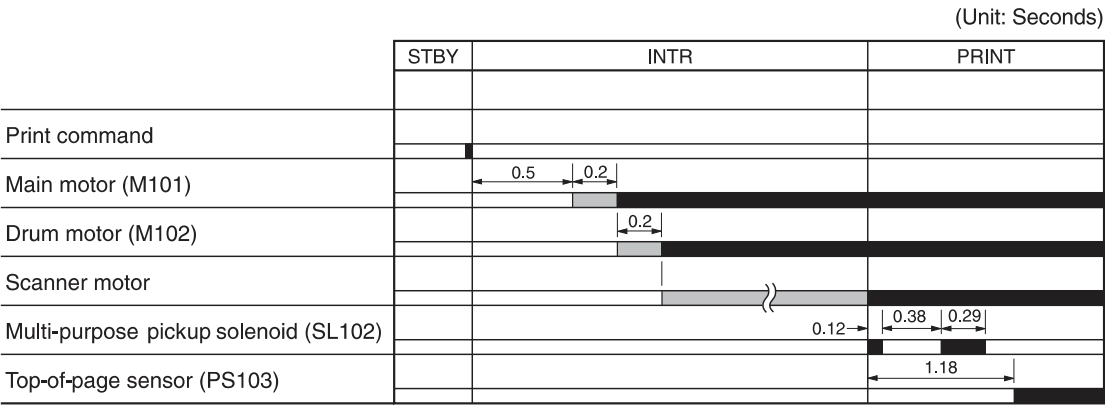 (Unit: Seconds)
STBY INTR PRINT
Print command
0.5 0.2
Main motor (M101)
0.2
Drum motor (M102)
Scanner motor
0.12 0.38 0.29
Multi-purpose pickup solenoid (SL102)
1.18
Top-of-page sensor (PS103)